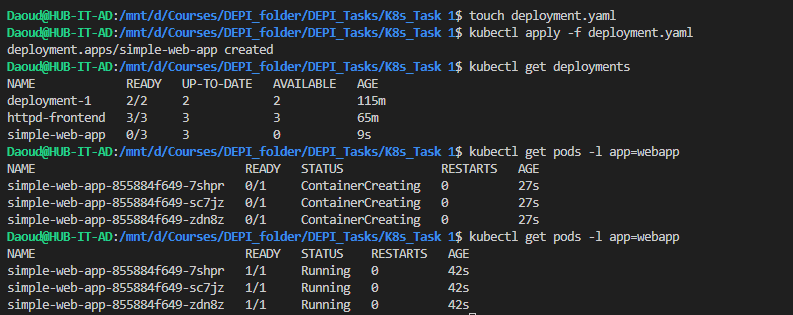 Daoud@HUB-IT-AD:/mnt/d/Courses/DEPI_folder/DEPI_Tasks/K8s_Task 1$ touch deployment.yaml
Daoud@HUB-IT-AD:/mnt/d/Courses/DEPI_folder/DEPI_Tasks/K8s_Task 1$ kubectl apply -f deployment.yaml
deployment.apps/simple-web-app created
Daoud@HUB-IT-AD:/mnt/d/Courses/DEPI_folder/DEPI_Tasks/K8s_Task 1$ kubectl get deployments
NAME READY UP-TO-DATE AVAILABLE AGE
deployment-1 2/2 2 2 115m
httpd-frontend 3/3 3 3 65m
simple-web-app 0/3 3 0 9s
Daoud@HUB-IT-AD:/mnt/d/Courses/DEPI_folder/DEPI_Tasks/K8s_Task 1$ kubectl get pods -l app=webapp
NAME READY STATUS RESTARTS AGE
simple-web-app-855884f649-7shpr 0/1 ContainerCreating 0 27s
simple-web-app-855884f649-sc7jz 0/1 ContainerCreating 0 27s
simple-web-app-855884f649-zdn8z 0/1 ContainerCreating 0 27s
Daoud@HUB-IT-AD:/mnt/d/Courses/DEPI_folder/DEPI_Tasks/K8s_Task 1$ kubectl get pods -l app=webapp
NAME READY STATUS RESTARTS AGE
simple-web-app-855884f649-7shpr 1/1 Running 0 42s
simple-web-app-855884f649-sc7jz 1/1 Running 0 42s
simple-web-app-855884f649-zdn8z 1/1 Running 0 42s